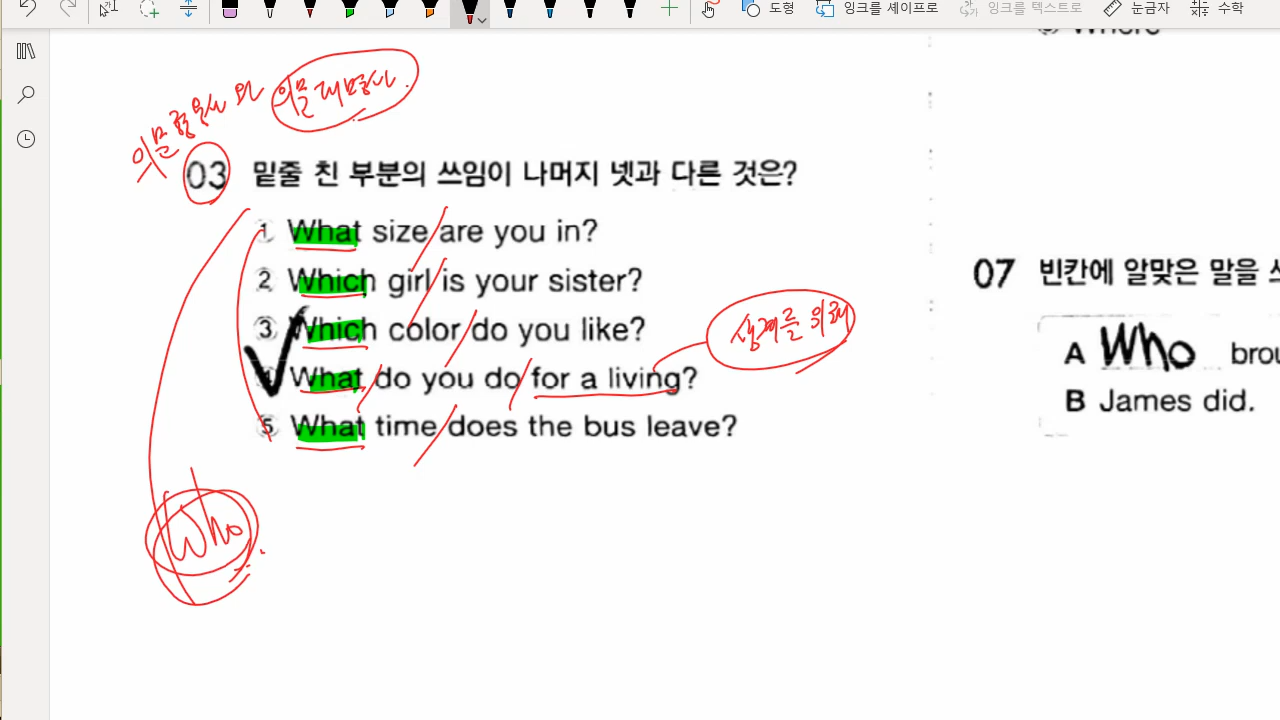 도형 잉크를 셰이프로 잉크를 텍스트로 눈금자 수학
Where
의문형용사 와 의문대명사.
03 밑줄 친 부분의 쓰임이 나머지 넷과 다른 것은?
① What size are you in?
② Which girl is your sister?
③ Which color do you like?
④ What do you do for a living?
⑤ What time does the bus leave?
생계를 위해
Who
07 빈칸에 알맞은 말을
A Who brou
B James did.